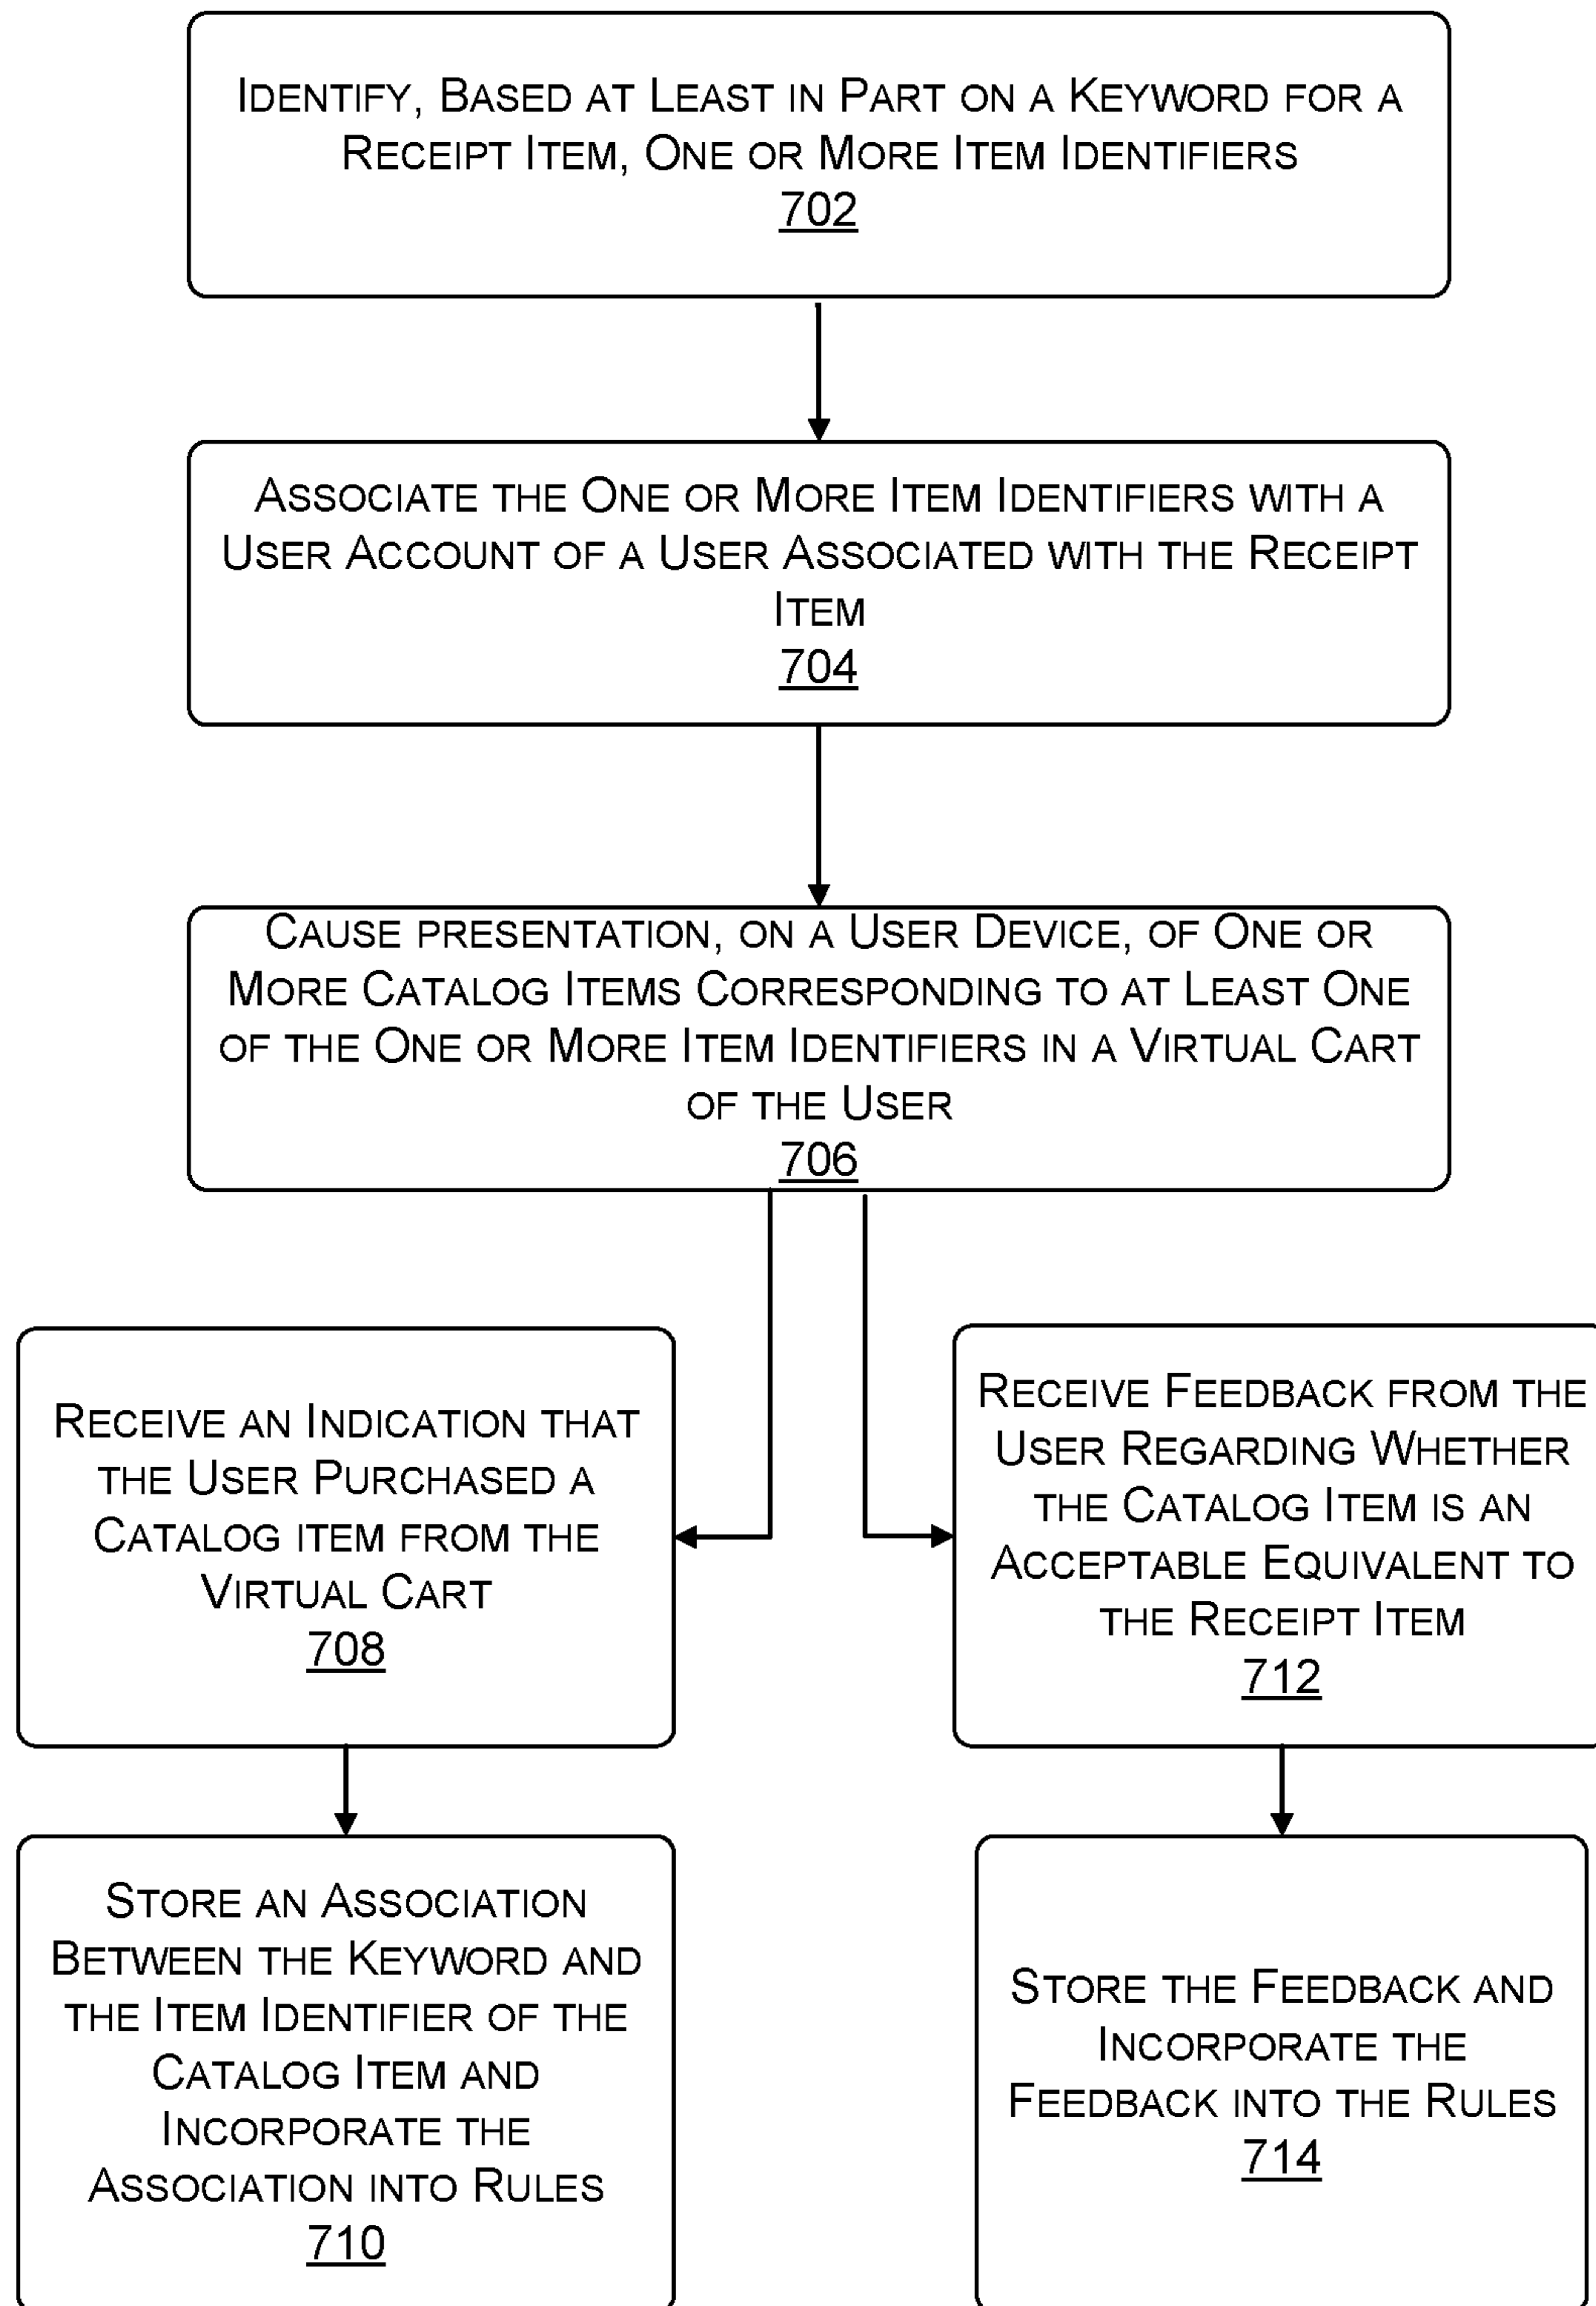 Identify, Based at Least in Part on a Keyword for a
Receipt Item, One or More Item Identifiers
702
Associate the One or More Item Identifiers with a
User Account of a User Associated with the Receipt
Item
704
Cause presentation, on a User Device, of One or
More Catalog Items Corresponding to at Least One
of the One or More Item Identifiers in a Virtual Cart
of the User
706
Receive an Indication that
the User Purchased a
Catalog item from the
Virtual Cart
708
Store an Association
Between the Keyword and
the Item Identifier of the
Catalog Item and
Incorporate the
Association into Rules
710
Receive Feedback from the
User Regarding Whether
the Catalog Item is an
Acceptable Equivalent to
the Receipt Item
712
Store the Feedback and
Incorporate the
Feedback into the Rules
714